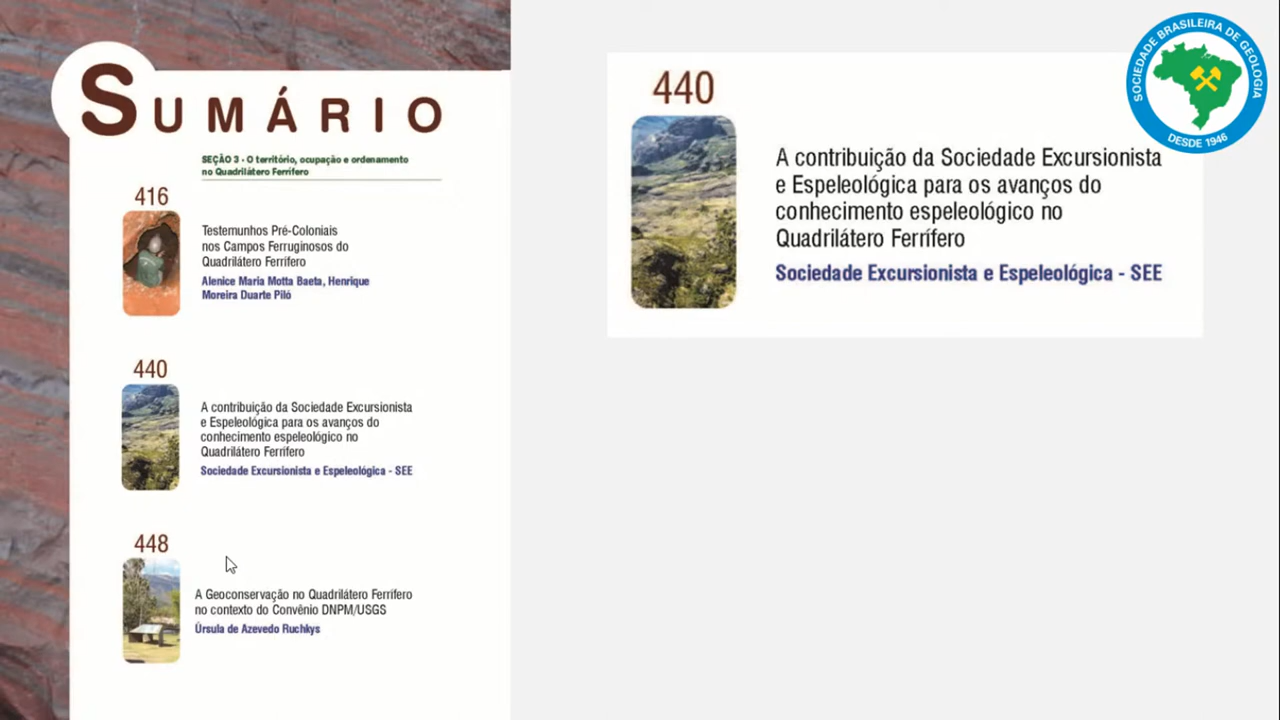 SUMÁRIO
SEÇÃO 3 - O território, ocupação e ordenamento
no Quadrilátero Ferrífero
416
Testemunhos Pré-Coloniais
nos Campos Ferruginosos do
Quadrilátero Ferrífero
Alenice Maria Motta Baeta, Henrique
Moreira Duarte Piló
440
A contribuição da Sociedade Excursionista
e Espeleológica para os avanços do
conhecimento espeleológico no
Quadrilátero Ferrífero
Sociedade Excursionista e Espeleológica - SEE
448
A Geoconservação no Quadrilátero Ferrífero
no contexto do Convênio DNPM/USGS
Úrsula de Azevedo Ruchkys
440
A contribuição da Sociedade Excursionista
e Espeleológica para os avanços do
conhecimento espeleológico no
Quadrilátero Ferrífero
Sociedade Excursionista e Espeleológica - SEE
SOCIEDADE BRASILEIRA DE GEOLOGIA
DESDE 1946